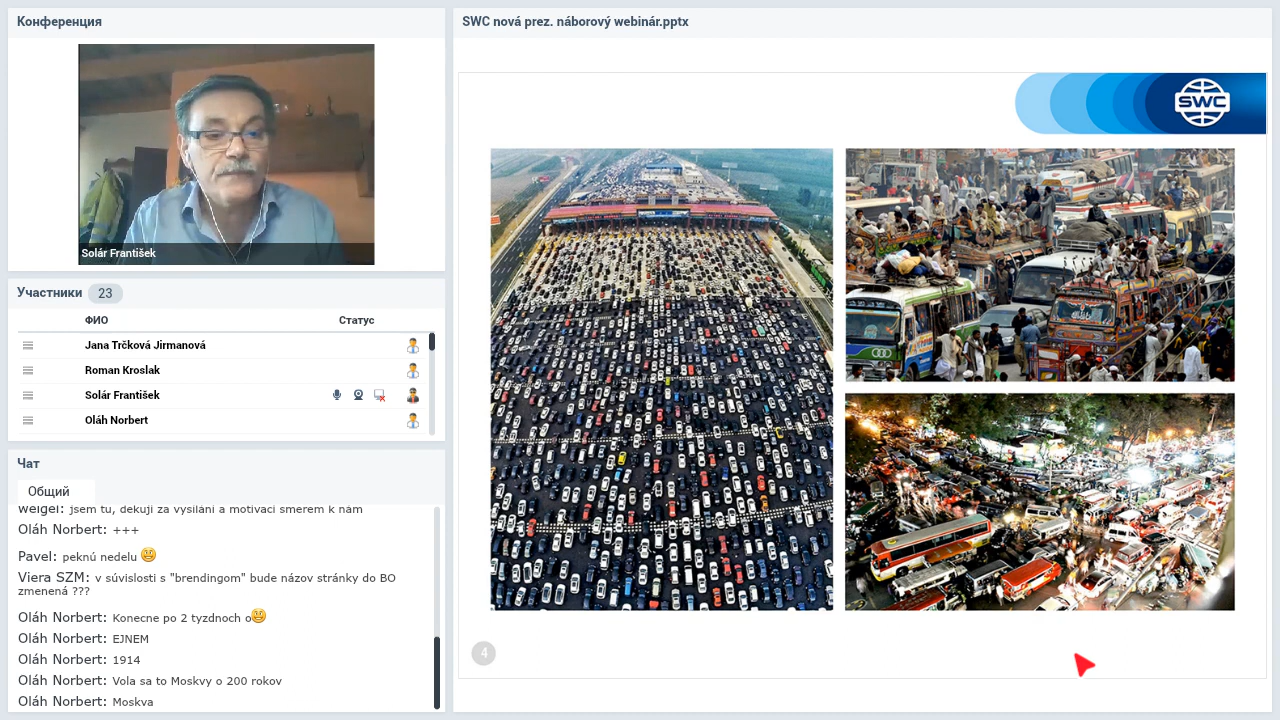 Конференция
Solár František
Участники 23
ФИО Статус
Jana Trčková Jirmanová
Roman Kroslak
Solár František
Oláh Norbert
Чат
Общий
weigel: jsem tu, dekuji za vysilani a motivaci smerem k nám
Oláh Norbert: +++
Pavel: peknú nedelu
Viera SZM: v súvislosti s "brendingom" bude názov stránky do BO
zmenená ???
Oláh Norbert: Konecne po 2 tyzdnoch o
Oláh Norbert: EJNEM
Oláh Norbert: 1914
Oláh Norbert: Vola sa to Moskvy o 200 rokov
Oláh Norbert: Moskva
SWC nová prez. náborový webinár.pptx
SWC
4